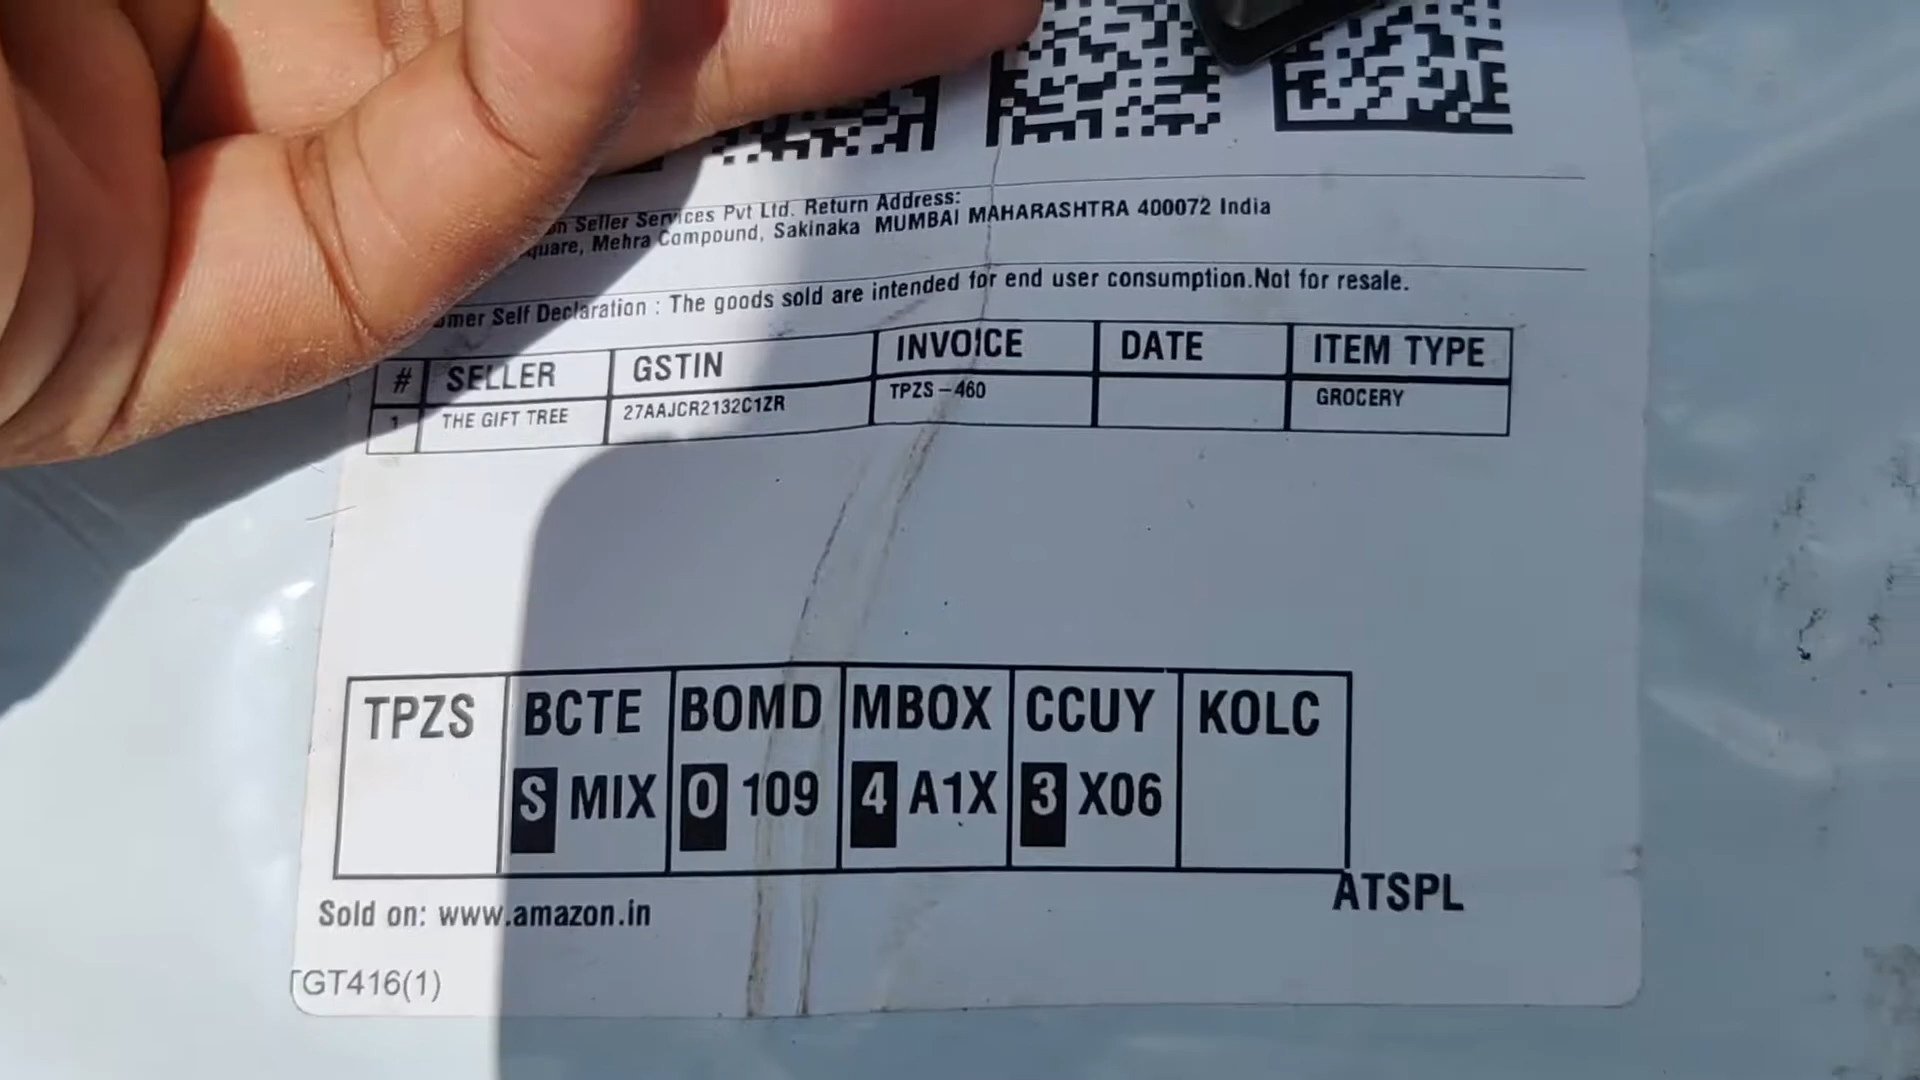 Seller Services Pvt Ltd. Return Address:
Mehra Compound, Sakinaka MUMBAI MAHARASHTRA 400072 India
Self Declaration : The goods sold are intended for end user consumption.Not for resale.
# SELLER GSTIN INVOICE DATE ITEM TYPE
1 THE GIFT TREE 27AAJCR2132C1ZR TPZS-460 GROCERY
TPZS BCTE BOMD MBOX CCUY KOLC
S MIX 0 109 4 A1X 3 X06
ATSPL
Sold on: www.amazon.in
TGT416(1)